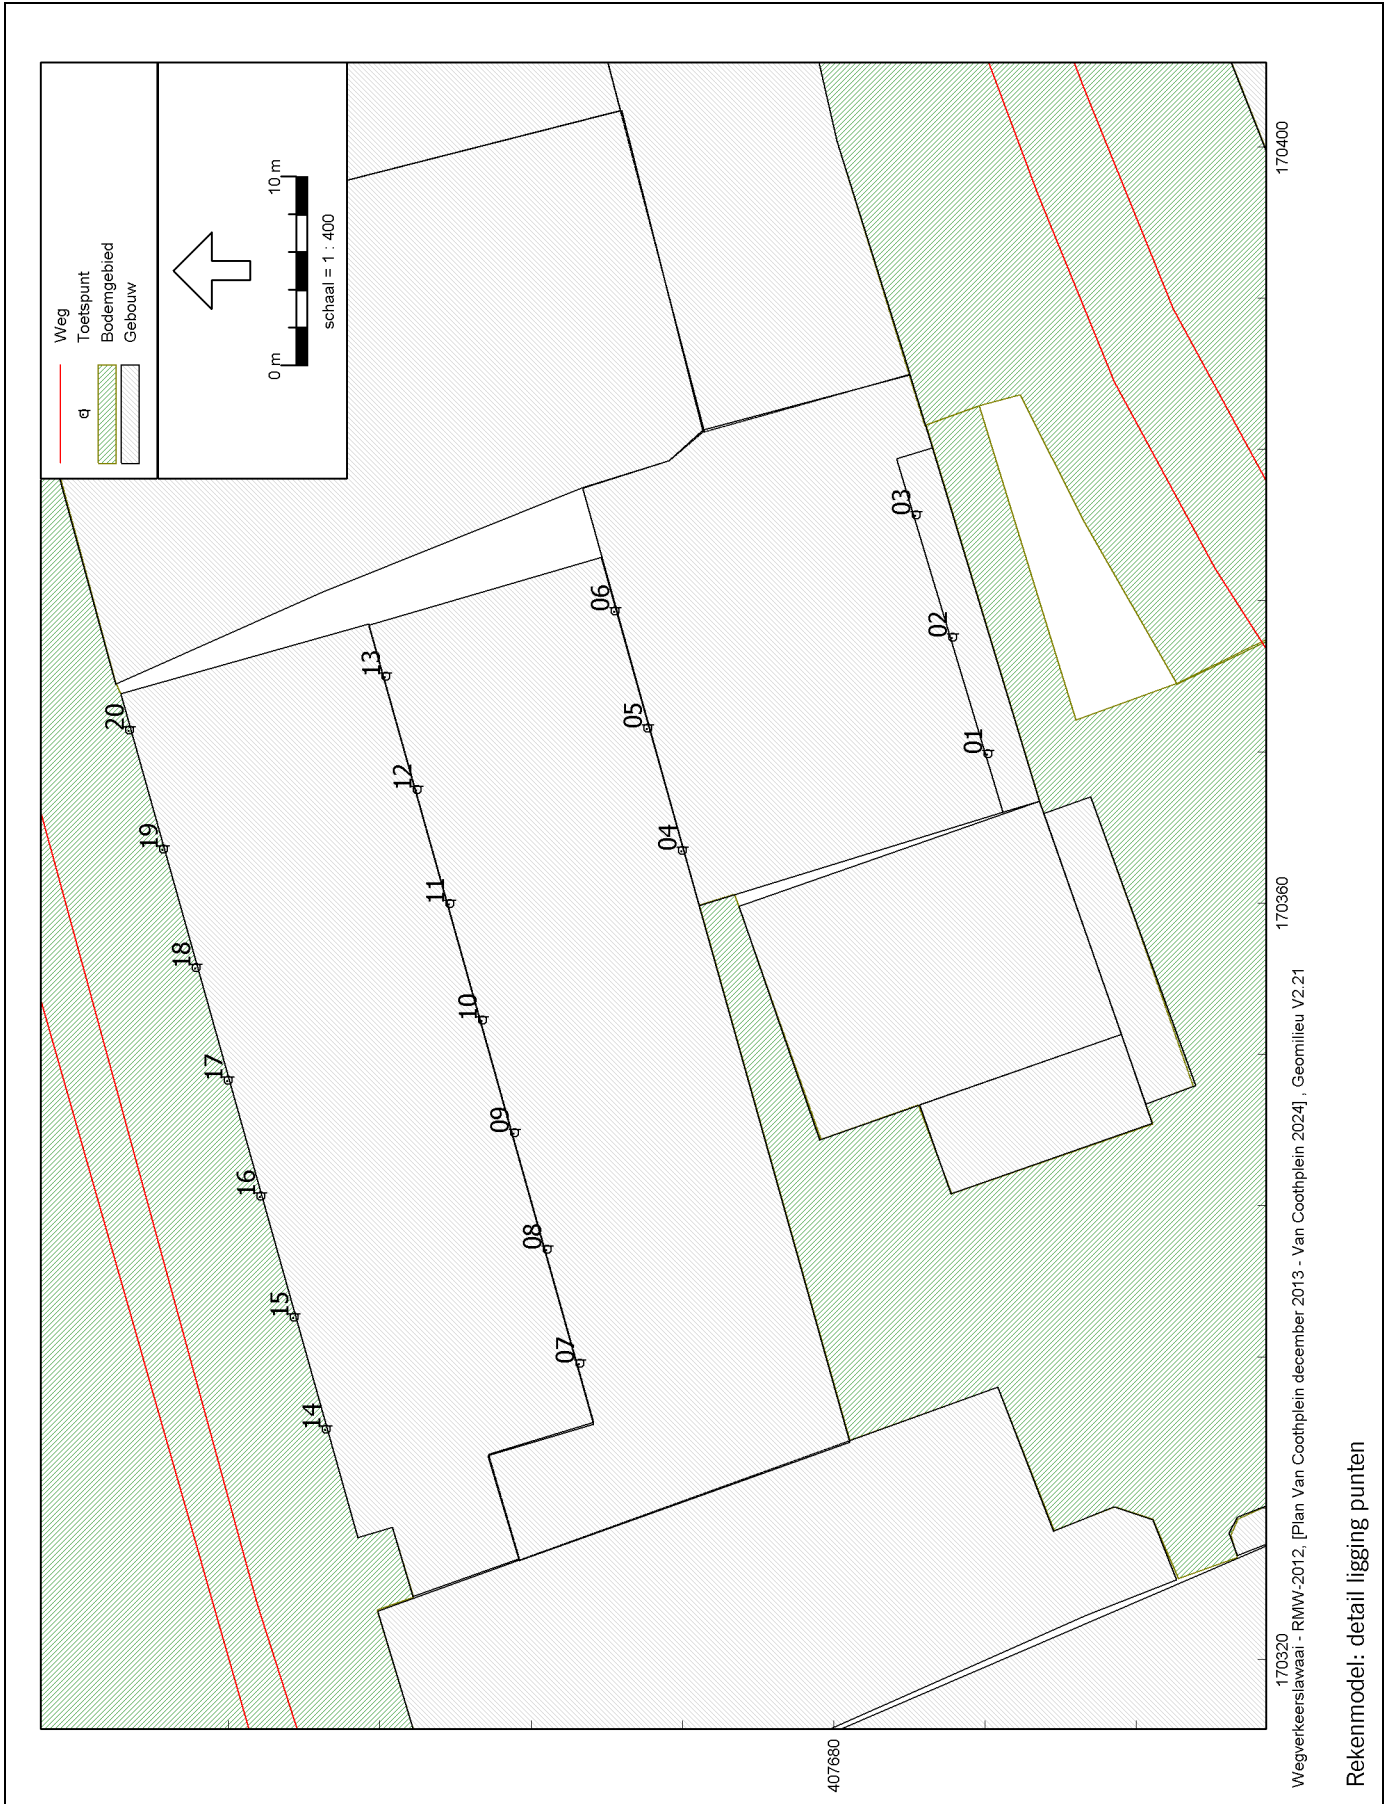 Weg
Toetspunt
Bodemgebied
Gebouw
0 m
10 m
schaal = 1 : 400
20
19
18
17
16
15
14
13
12
11
10
09
08
07
06
05
04
03
02
01
407680
170320
170360
170400
Wegverkeerslawaai - RMW-2012, [Plan Van Coothplein december 2013 - Van Coothplein 2024] , Geomilieu V2.21
Rekenmodel: detail ligging punten